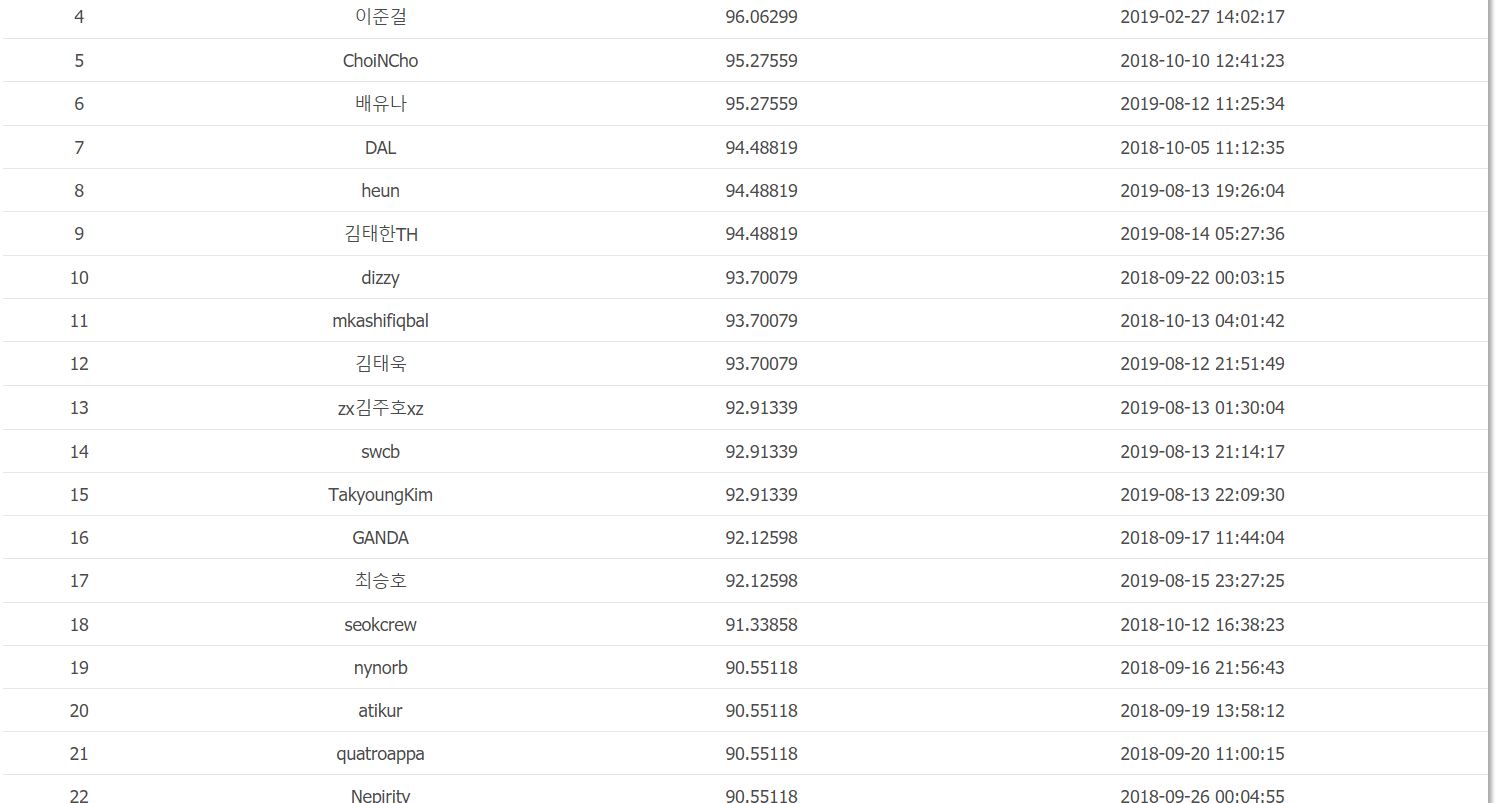 4 이준걸 96.06299 2019-02-27 14:02:17
5 ChoiNCho 95.27559 2018-10-10 12:41:23
6 배유나 95.27559 2019-08-12 11:25:34
7 DAL 94.48819 2018-10-05 11:12:35
8 heun 94.48819 2019-08-13 19:26:04
9 김태한TH 94.48819 2019-08-14 05:27:36
10 dizzy 93.70079 2018-09-22 00:03:15
11 mkashifiqbal 93.70079 2018-10-13 04:01:42
12 김태욱 93.70079 2019-08-12 21:51:49
13 zx김주호xz 92.91339 2019-08-13 01:30:04
14 swcb 92.91339 2019-08-13 21:14:17
15 TakyoungKim 92.91339 2019-08-13 22:09:30
16 GANDA 92.12598 2018-09-17 11:44:04
17 최승호 92.12598 2019-08-15 23:27:25
18 seokcrew 91.33858 2018-10-12 16:38:23
19 nynorb 90.55118 2018-09-16 21:56:43
20 atikur 90.55118 2018-09-19 13:58:12
21 quatroappa 90.55118 2018-09-20 11:00:15
22 Nepirity 90.55118 2018-09-26 00:04:55